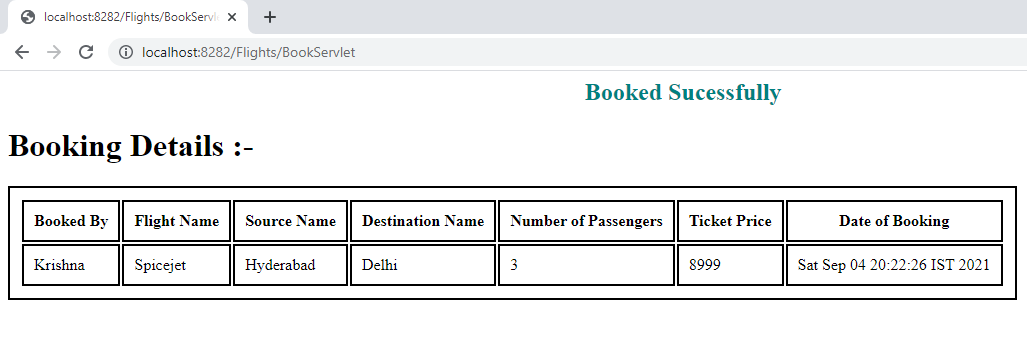 localhost:8282/Flights/BookServl
localhost:8282/Flights/BookServlet
Booked Sucessfully
Booking Details :-
Booked By Flight Name Source Name Destination Name Number of Passengers Ticket Price Date of Booking
Krishna Spicejet Hyderabad Delhi 3 8999 Sat Sep 04 20:22:26 IST 2021